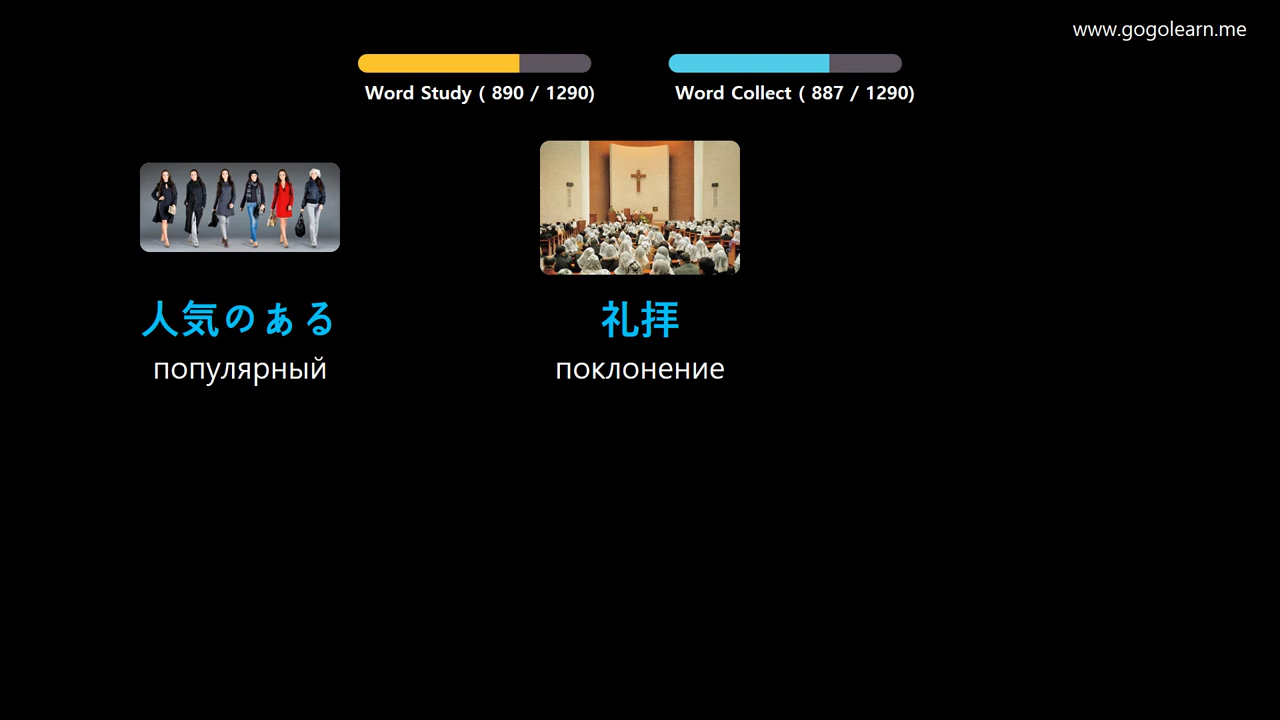 www.gogolearn.me
Word Study ( 890 / 1290)
Word Collect ( 887 / 1290)
人気のある
популярный
礼拝
поклонение